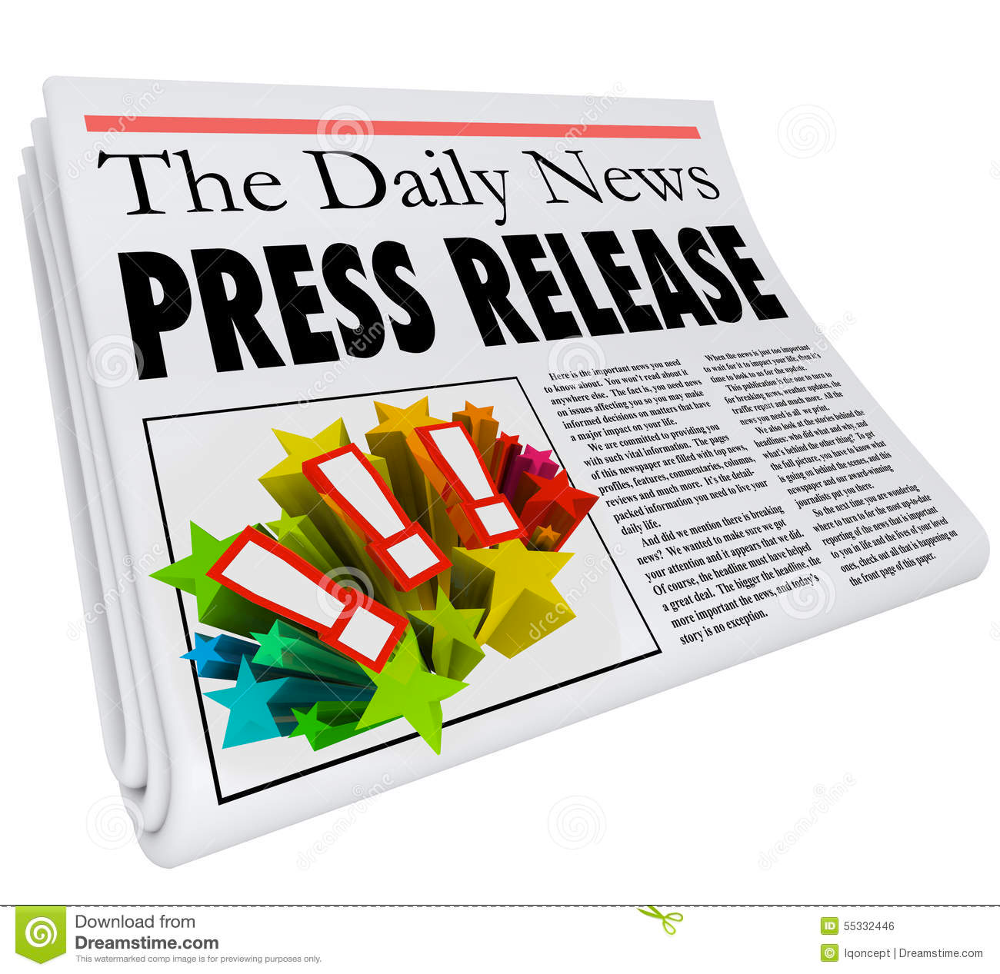 The Daily News
PRESS RELEASE
Here is the important news you need
to know about. You won't read about it
anywhere else. The fact is, you need news
on issues affecting you so you may make
informed decisions on matters that have
a major impact on your life.
We are committed to providing you
with such vital information. The pages
of this newspaper are filled with top news,
profiles, features, commentaries, columns,
reviews and much more. It's the detail-
packed information you need to live your
daily life.
And did we mention there is breaking
news? We wanted to make sure we got
your attention and it appears that we did.
Of course, the headline must have helped
a great deal. The bigger the headline, the
more important the news, and today's
story is no exception.
When the news is just too important
to wait for it to impact your life, then it's
time to look to us for the update.
This publication is the one to turn to
for breaking news, weather updates, the
traffic report and much more. All the
news you need is all we print.
We also look at the stories behind the
headlines: who did what and why, and
what's behind the other thing? To get
the full picture, you have to know what
is going on behind the scenes, and this
newspaper and our award-winning
journalists put you there.
So the next time you are wondering
where to turn for the most up-to-date
reporting of the news that is important
to you in life and the lives of your loved
ones, check out all that is happening on
the front page of this paper.
Download from
Dreamstime.com
This watermarked comp image is for previewing purposes only.
ID 55332446
© Iqoncept | Dreamstime.com
dreamstime